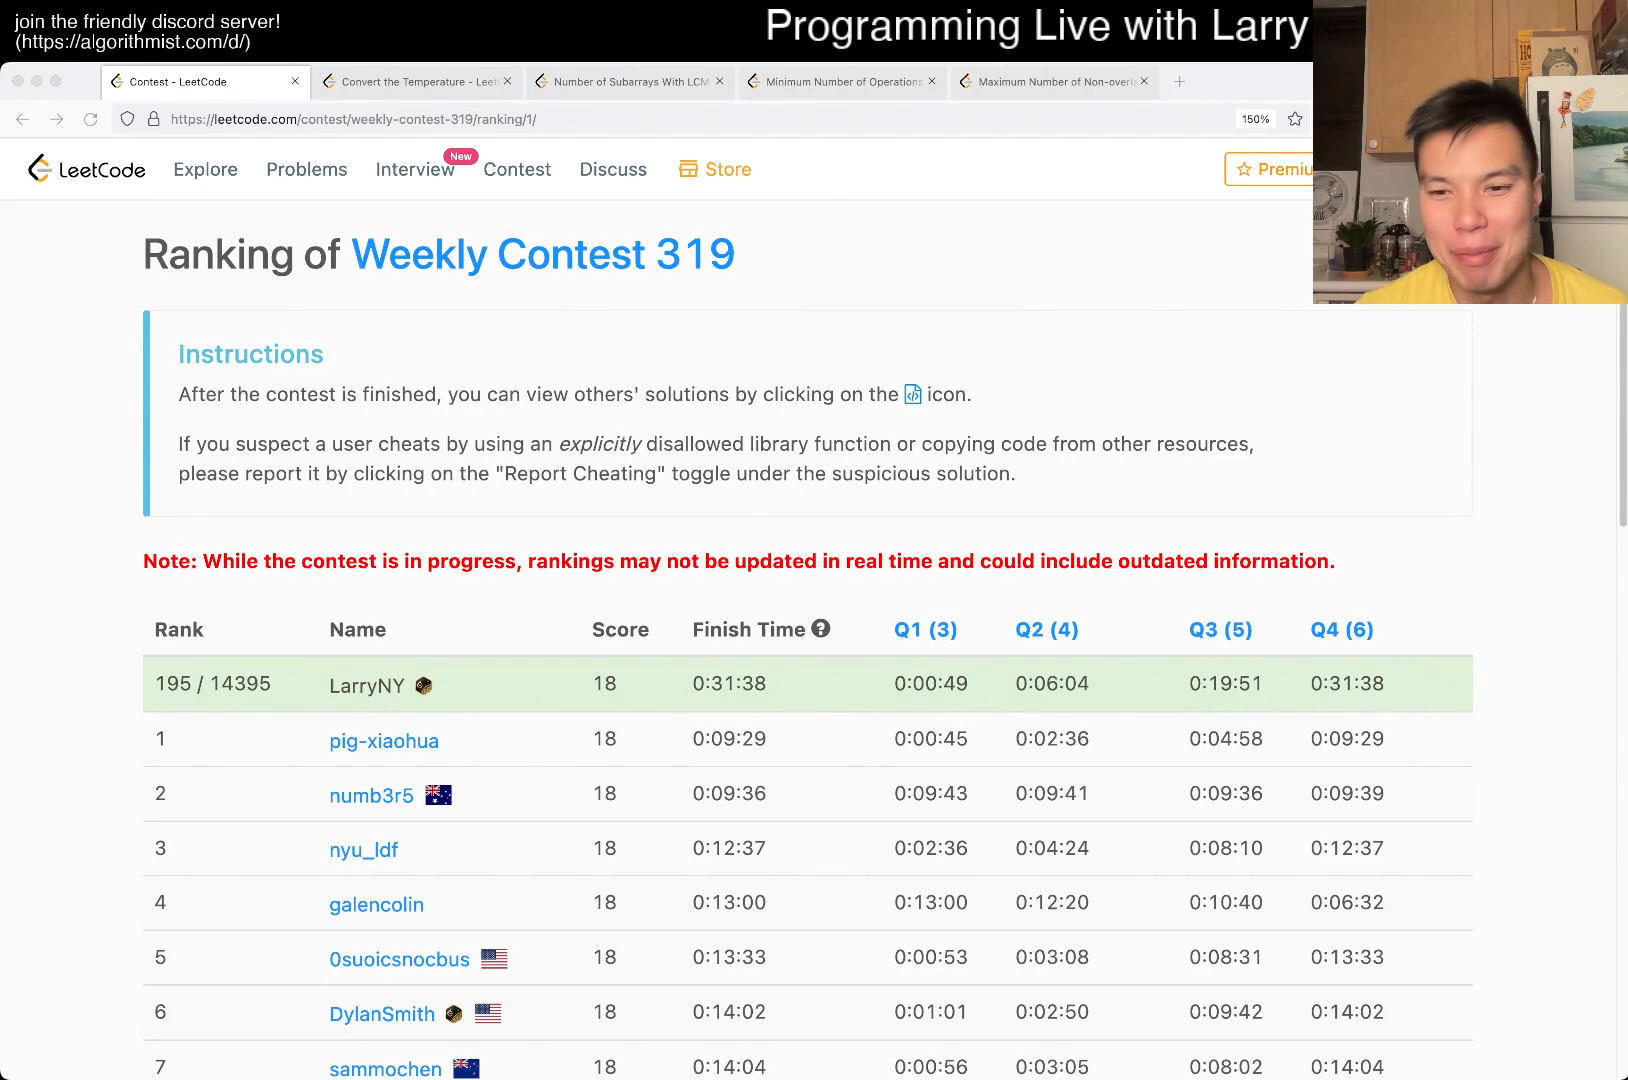 join the friendly discord server!
(https://algorithmist.com/d/)
Programming Live with Larry
Contest - LeetCode
Convert the Temperature - Leet
Number of Subarrays With LCM
Minimum Number of Operations
Maximum Number of Non-overla
https://leetcode.com/contest/weekly-contest-319/ranking/1/
150%
LeetCode
Explore
Problems
Interview
New
Contest
Discuss
Store
Premiu
Ranking of Weekly Contest 319
Instructions
After the contest is finished, you can view others' solutions by clicking on the icon.
If you suspect a user cheats by using an explicitly disallowed library function or copying code from other resources,
please report it by clicking on the "Report Cheating" toggle under the suspicious solution.
Note: While the contest is in progress, rankings may not be updated in real time and could include outdated information.
Rank Name Score Finish Time Q1 (3) Q2 (4) Q3 (5) Q4 (6)
195 / 14395 LarryNY 18 0:31:38 0:00:49 0:06:04 0:19:51 0:31:38
1 pig-xiaohua 18 0:09:29 0:00:45 0:02:36 0:04:58 0:09:29
2 numb3r5 18 0:09:36 0:09:43 0:09:41 0:09:36 0:09:39
3 nyu_ldf 18 0:12:37 0:02:36 0:04:24 0:08:10 0:12:37
4 galencolin 18 0:13:00 0:13:00 0:12:20 0:10:40 0:06:32
5 0suoicsnocbus 18 0:13:33 0:00:53 0:03:08 0:08:31 0:13:33
6 DylanSmith 18 0:14:02 0:01:01 0:02:50 0:09:42 0:14:02
7 sammochen 18 0:14:04 0:00:56 0:03:05 0:08:02 0:14:04